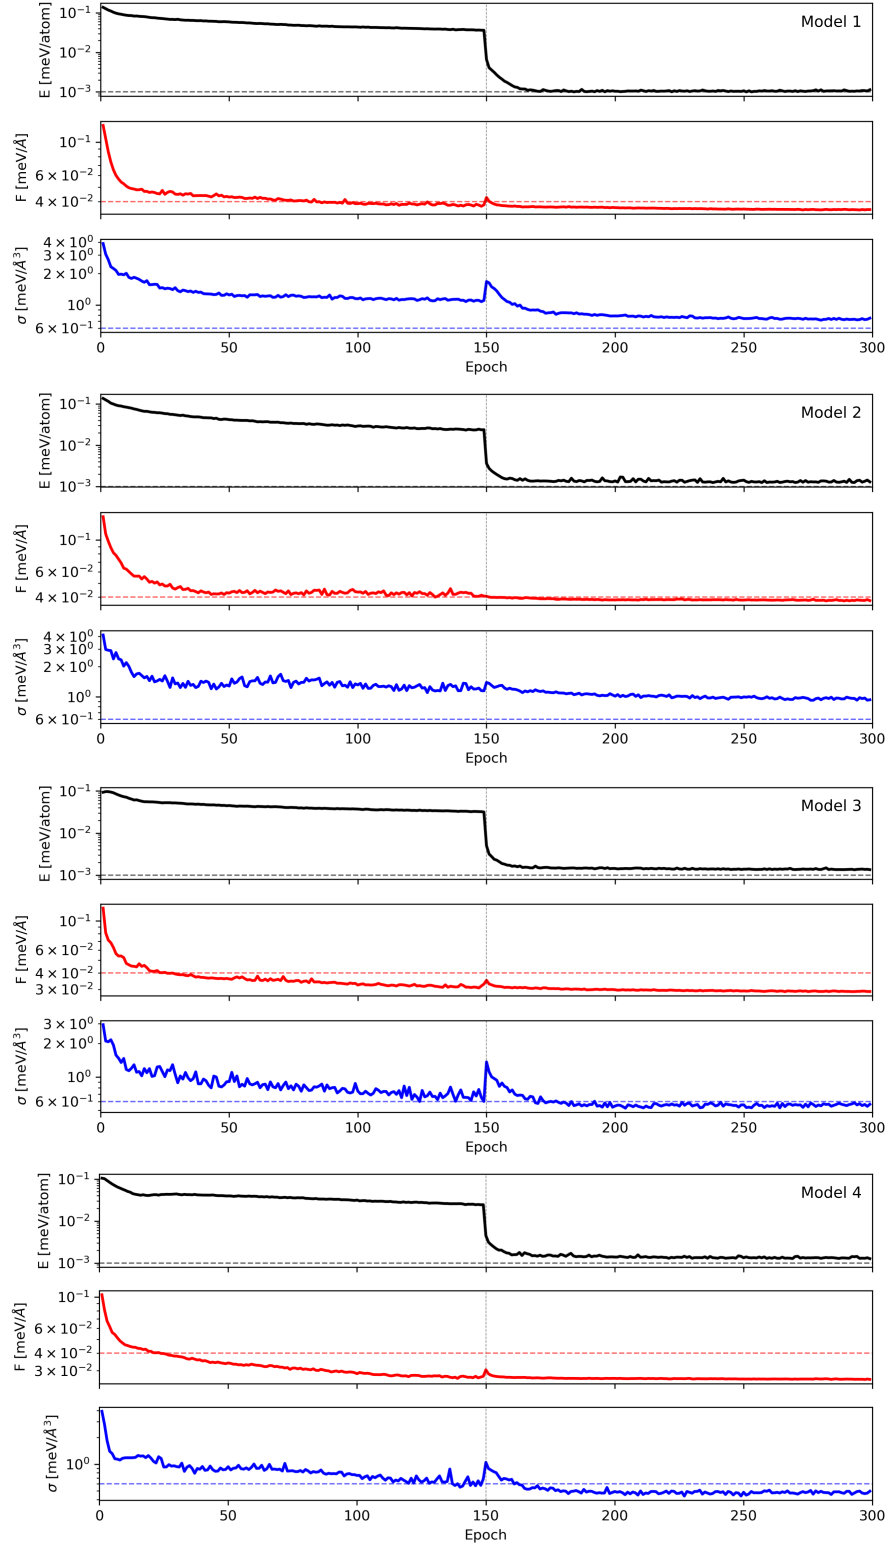 Model 1
E [meV/atom]
10⁻¹
10⁻²
10⁻³
F [meV/Å]
10⁻¹
6 × 10⁻²
4 × 10⁻²
σ [meV/Å³]
4 × 10⁰
3 × 10⁰
2 × 10⁰
10⁰
6 × 10⁻¹
0 50 100 150 200 250 300
Epoch
Model 2
E [meV/atom]
10⁻¹
10⁻²
10⁻³
F [meV/Å]
10⁻¹
6 × 10⁻²
4 × 10⁻²
σ [meV/Å³]
4 × 10⁰
3 × 10⁰
2 × 10⁰
10⁰
6 × 10⁻¹
0 50 100 150 200 250 300
Epoch
Model 3
E [meV/atom]
10⁻¹
10⁻²
10⁻³
F [meV/Å]
10⁻¹
6 × 10⁻²
4 × 10⁻²
3 × 10⁻²
σ [meV/Å³]
3 × 10⁰
2 × 10⁰
10⁰
6 × 10⁻¹
0 50 100 150 200 250 300
Epoch
Model 4
E [meV/atom]
10⁻¹
10⁻²
10⁻³
F [meV/Å]
10⁻¹
6 × 10⁻²
4 × 10⁻²
3 × 10⁻²
σ [meV/Å³]
10⁰
0 50 100 150 200 250 300
Epoch